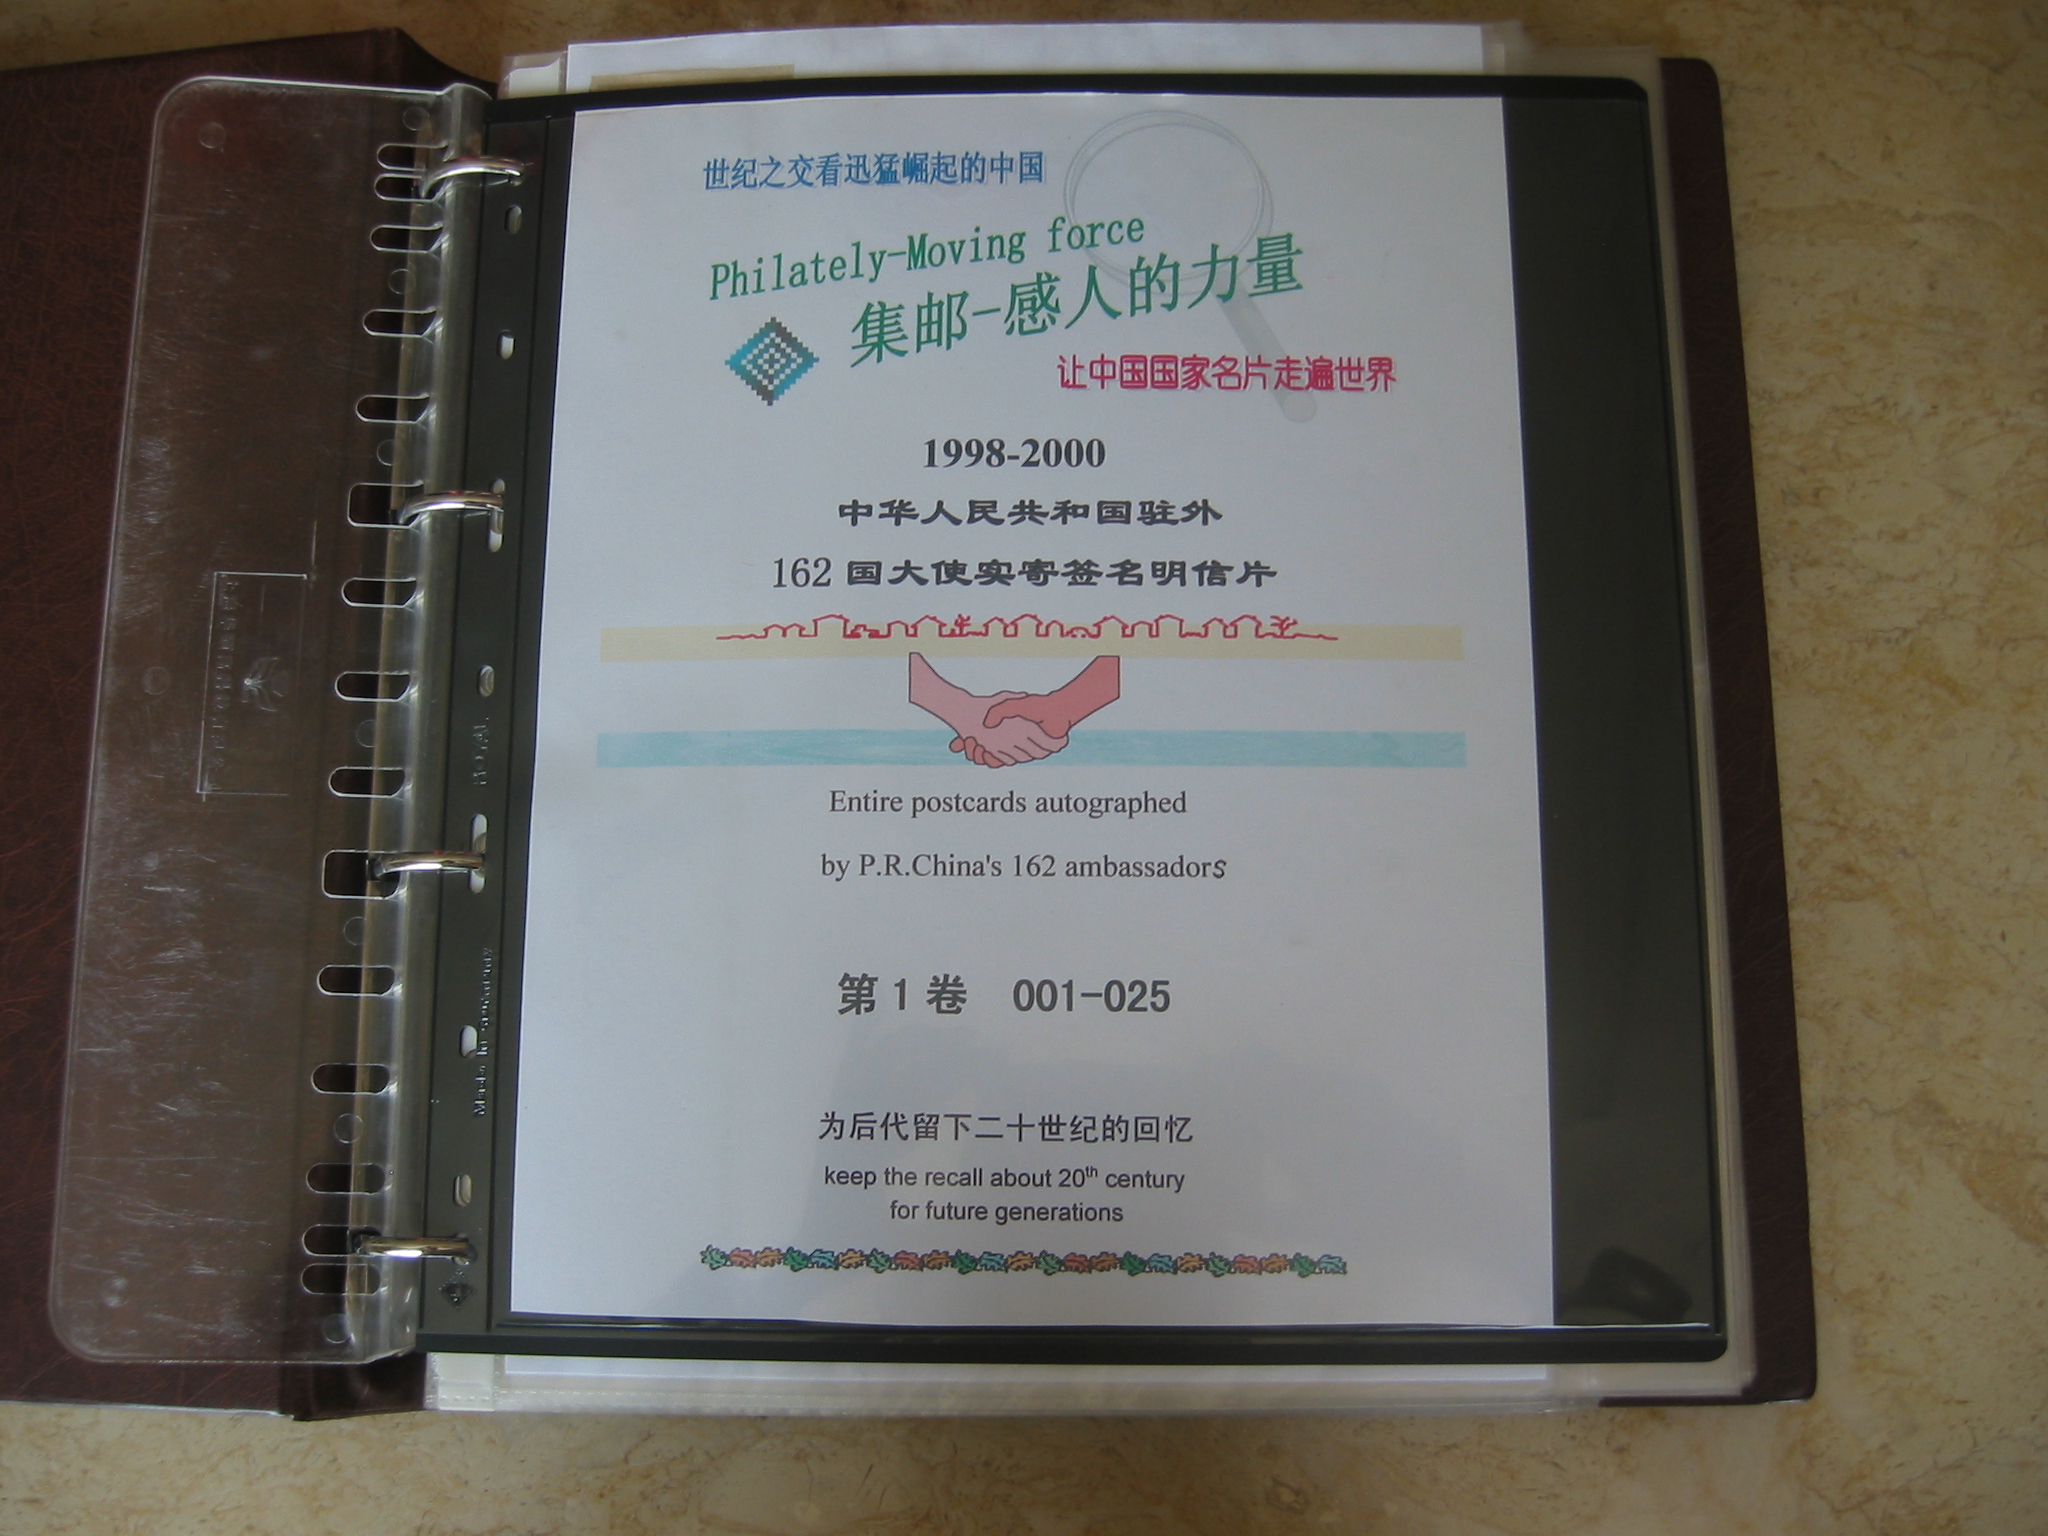 世纪之交看迅猛崛起的中国
Philately-Moving force
集邮-感人的力量
让中国国家名片走遍世界
1998-2000
中华人民共和国驻外
162 国大使实寄签名明信片
Entire postcards autographed
by P.R.China's 162 ambassadors
第 1 卷 001-025
为后代留下二十世纪的回忆
keep the recall about 20th century
for future generations
ROYAL
Made in Germany